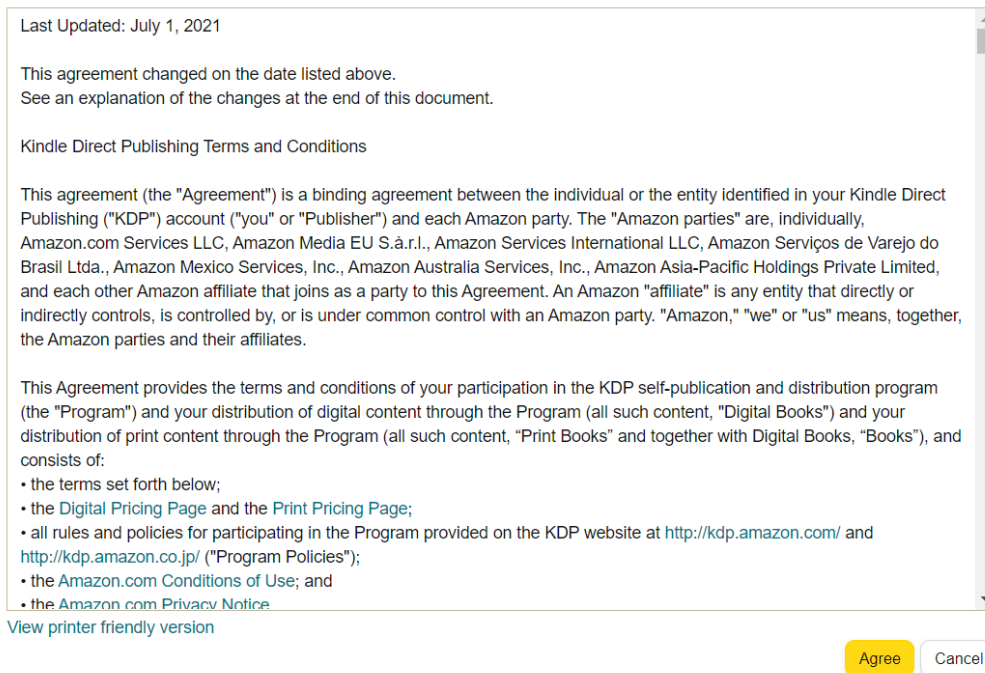 Last Updated: July 1, 2021
This agreement changed on the date listed above.
See an explanation of the changes at the end of this document.
Kindle Direct Publishing Terms and Conditions
This agreement (the "Agreement") is a binding agreement between the individual or the entity identified in your Kindle Direct
Publishing ("KDP") account ("you" or "Publisher") and each Amazon party. The "Amazon parties" are, individually,
Amazon.com Services LLC, Amazon Media EU S.à.r.l., Amazon Services International LLC, Amazon Serviços de Varejo do
Brasil Ltda., Amazon Mexico Services, Inc., Amazon Australia Services, Inc., Amazon Asia-Pacific Holdings Private Limited,
and each other Amazon affiliate that joins as a party to this Agreement. An Amazon "affiliate" is any entity that directly or
indirectly controls, is controlled by, or is under common control with an Amazon party. "Amazon," "we" or "us" means, together,
the Amazon parties and their affiliates.
This Agreement provides the terms and conditions of your participation in the KDP self-publication and distribution program
(the "Program") and your distribution of digital content through the Program (all such content, "Digital Books") and your
distribution of print content through the Program (all such content, “Print Books” and together with Digital Books, “Books”), and
consists of:
• the terms set forth below;
• the Digital Pricing Page and the Print Pricing Page;
• all rules and policies for participating in the Program provided on the KDP website at http://kdp.amazon.com/ and
http://kdp.amazon.co.jp/ ("Program Policies");
• the Amazon.com Conditions of Use; and
• the Amazon.com Privacy Notice
View printer friendly version
Agree Cancel